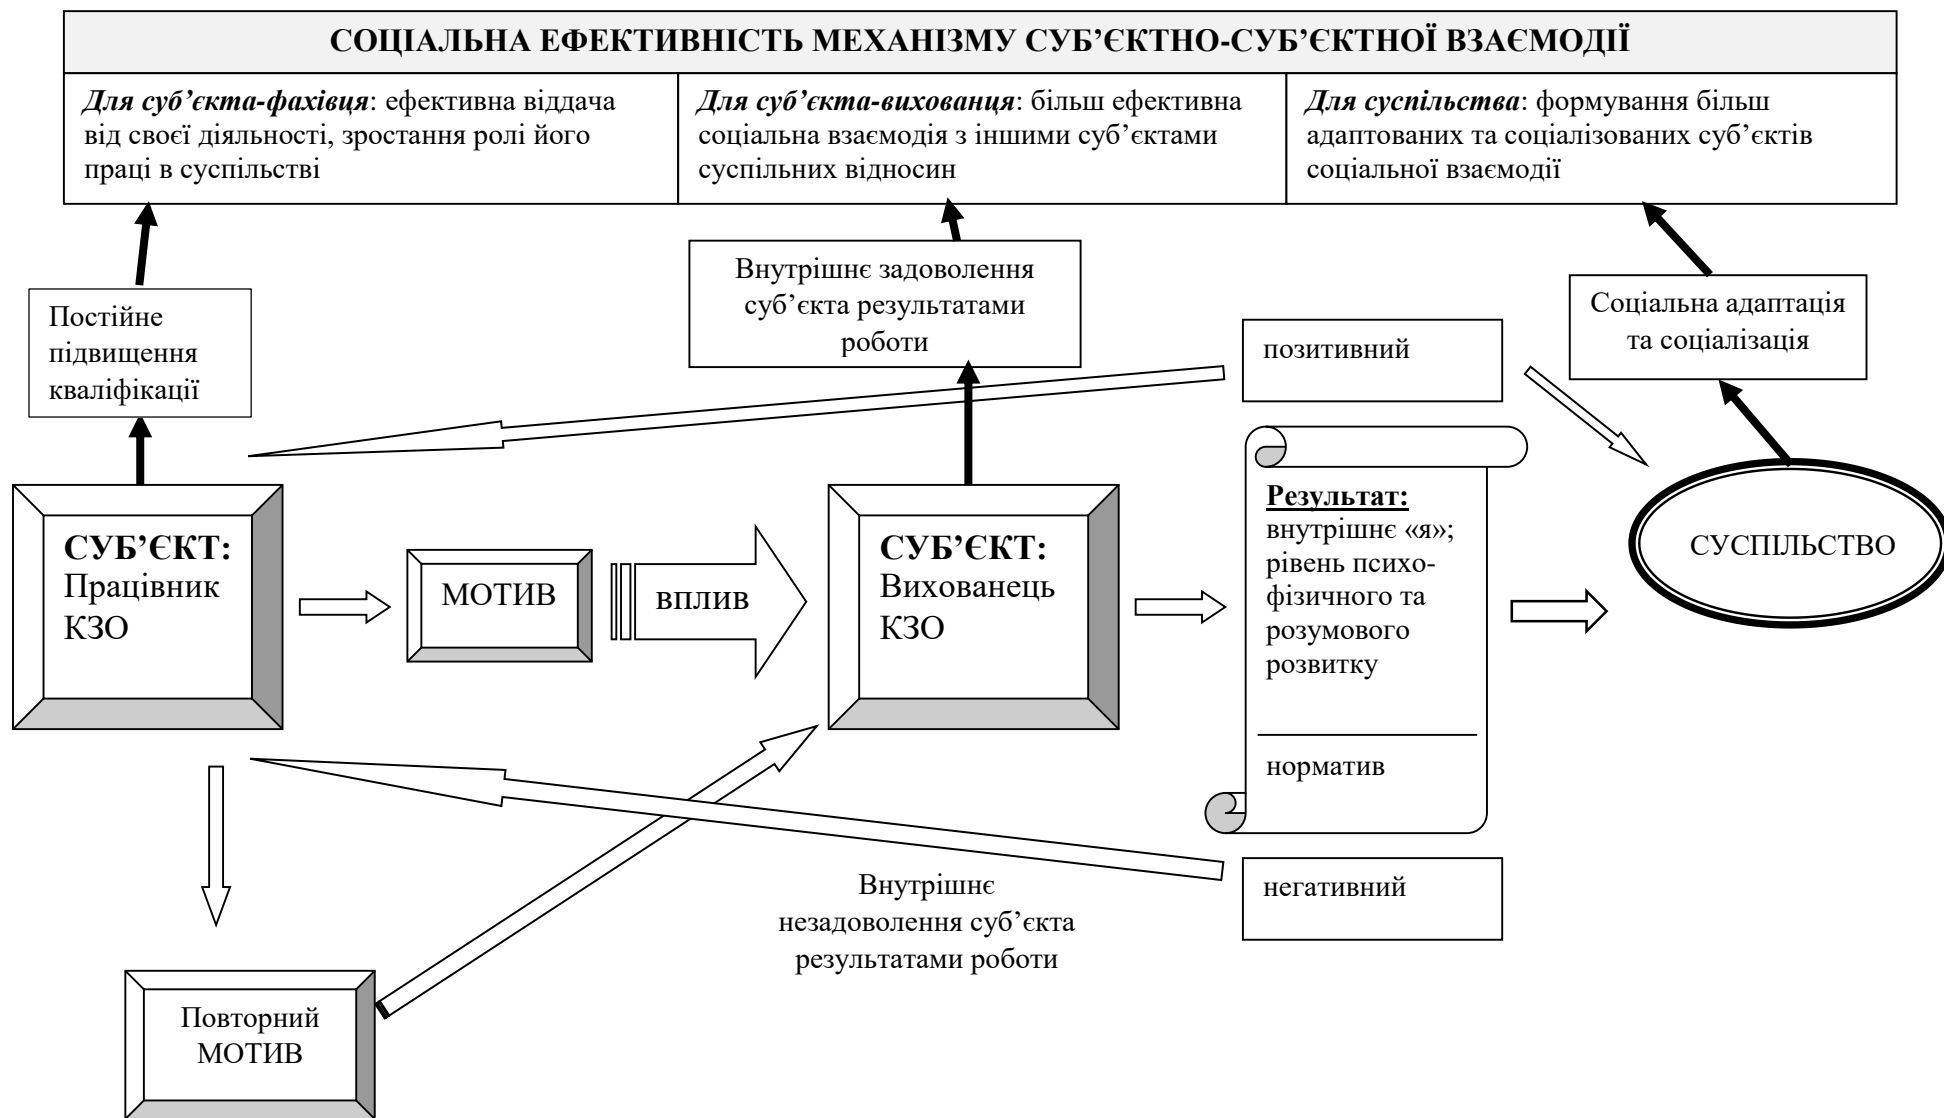 СОЦІАЛЬНА ЕФЕКТИВНІСТЬ МЕХАНІЗМУ СУБ’ЄКТНО-СУБ’ЄКТНОЇ ВЗАЄМОДІЇ
Для суб’єкта-фахівця: ефективна віддача
від своєї діяльності, зростання ролі його
праці в суспільстві
Для суб’єкта-вихованця: більш ефективна
соціальна взаємодія з іншими суб’єктами
суспільних відносин
Для суспільства: формування більш
адаптованих та соціалізованих суб’єктів
соціальної взаємодії
Постійне
підвищення
кваліфікації
Внутрішнє задоволення
суб’єкта результатами
роботи
позитивний
Соціальна адаптація
та соціалізація
СУБ’ЄКТ:
Працівник
КЗО
МОТИВ
ВПЛИВ
СУБ’ЄКТ:
Вихованець
КЗО
Результат:
внутрішнє «я»;
рівень психо-
фізичного та
розумового
розвитку
норматив
СУСПІЛЬСТВО
негативний
Внутрішнє
незадоволення суб’єкта
результатами роботи
Повторний
МОТИВ